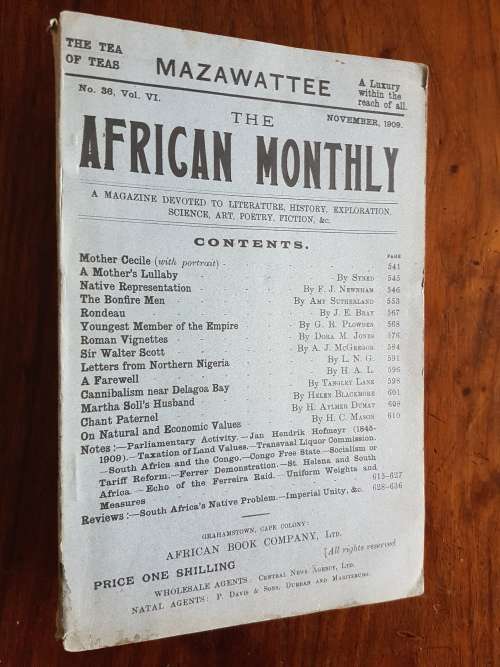 THE TEA
OF TEAS
MAZAWATTEE
A Luxury
within the
reach of all.
No. 36, Vol. VI.
NOVEMBER, 1909.
THE
AFRICAN MONTHLY
A MAGAZINE DEVOTED TO LITERATURE, HISTORY, EXPLORATION,
SCIENCE, ART, POETRY, FICTION, &c.
CONTENTS.
PAGE
Mother Cecile (with portrait) - 541
A Mother's Lullaby - By Syned 545
Native Representation - By F. J. Newnham 546
The Bonfire Men - By Amy Sutherland 553
Rondeau - By J. E. Bray 567
Youngest Member of the Empire - By G. B. Plowden 568
Roman Vignettes - By Dora M. Jones 576
Sir Walter Scott - By A. J. McGregor 584
Letters from Northern Nigeria - By L. N. G. 591
A Farewell - By H. A. L. 596
Cannibalism near Delagoa Bay - By Tangley Lane 598
Martha Soll's Husband - By Helen Blackmore 601
Chant Paternel - By H. Aylmer Dumat 609
On Natural and Economic Values - By H. C. Mason 610
Notes:—Parliamentary Activity.—Jan Hendrik Hofmeyr (1845-
1909).—Taxation of Land Values.—Transvaal Liquor Commission.
—South Africa and the Congo.—Congo Free State.—Socialism or
Tariff Reform.—Ferrer Demonstration.—St. Helena and South
Africa.—Echo of the Ferreira Raid.—Uniform Weights and
Measures - 615-627
Reviews:—South Africa's Native Problem.—Imperial Unity, &c. 628-636
GRAHAMSTOWN, CAPE COLONY:
AFRICAN BOOK COMPANY, Ltd.
[All rights reserved
PRICE ONE SHILLING
WHOLESALE AGENTS: Central News Agency, Ltd.
NATAL AGENTS: P. Davis & Sons, Durban and Maritzburg.